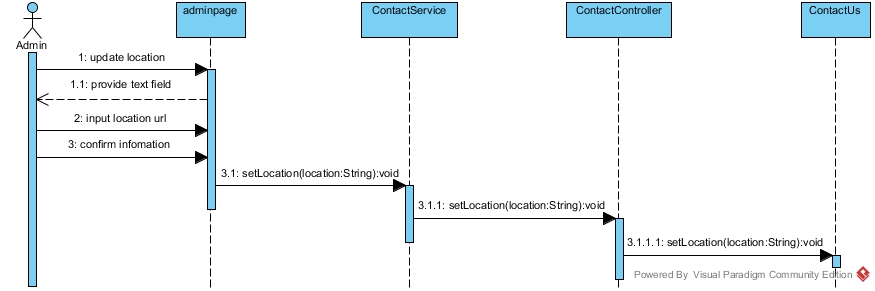 adminpage
ContactService
ContactController
ContactUs
Admin
1: update location
1.1: provide text field
2: input location url
3: confirm infomation
3.1: setLocation(location:String):void
3.1.1: setLocation(location:String):void
3.1.1.1: setLocation(location:String):void
Powered By Visual Paradigm Community Edition